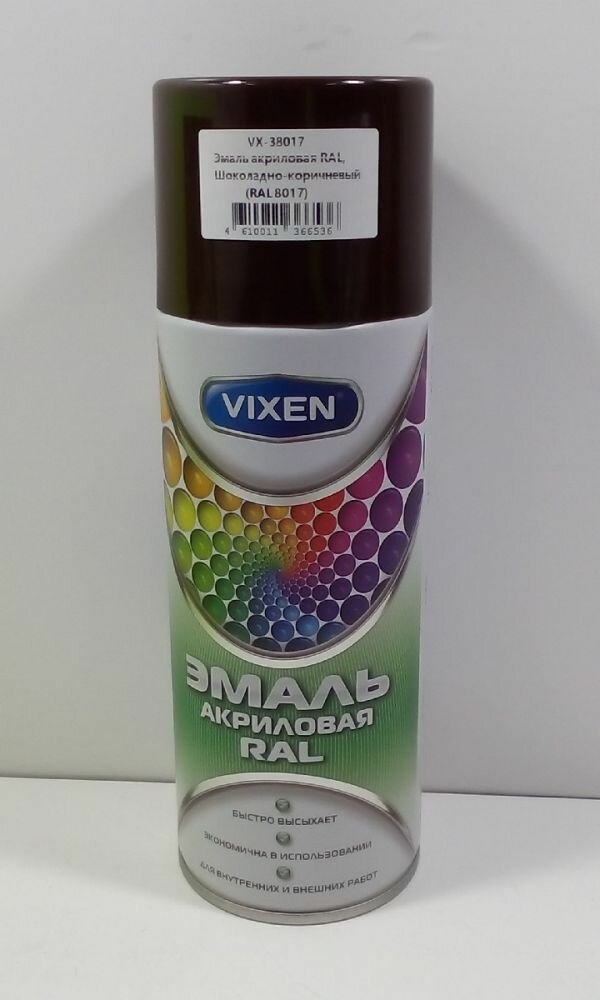 VX-38017
Эмаль акриловая RAL,
Шоколадно-коричневый
(RAL 8017)
4 610011 366536
VIXEN
ЭМАЛЬ
АКРИЛОВАЯ
RAL
БЫСТРО ВЫСЫХАЕТ
ЭКОНОМИЧНА В ИСПОЛЬЗОВАНИИ
ДЛЯ ВНУТРЕННИХ И ВНЕШНИХ РАБОТ